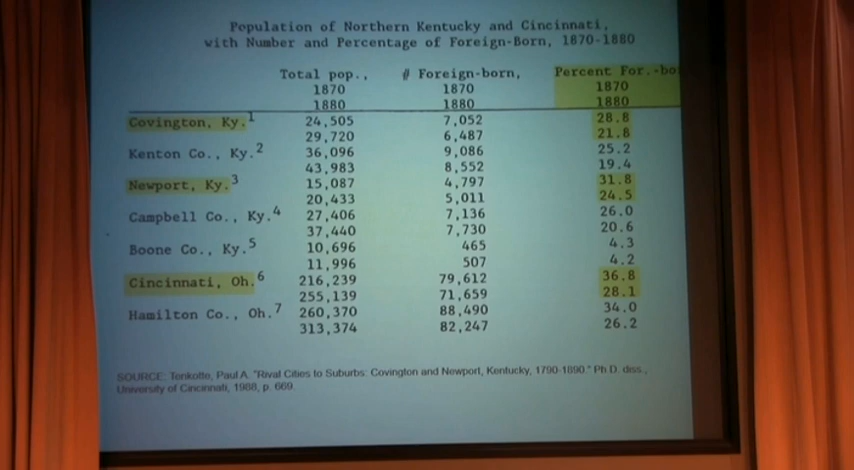 Population of Northern Kentucky and Cincinnati,
with Number and Percentage of Foreign-Born, 1870-1880
Total pop., # Foreign-born, Percent For.-bo
1870 1870 1870
1880 1880 1880
Covington, Ky.1 24,505 7,052 28.8
29,720 6,487 21.8
Kenton Co., Ky.2 36,096 9,086 25.2
43,983 8,552 19.4
Newport, Ky.3 15,087 4,797 31.8
20,433 5,011 24.5
Campbell Co., Ky.4 27,406 7,136 26.0
37,440 7,730 20.6
Boone Co., Ky.5 10,696 465 4.3
11,996 507 4.2
Cincinnati, Oh.6 216,239 79,612 36.8
255,139 71,659 28.1
Hamilton Co., Oh.7 260,370 88,490 34.0
313,374 82,247 26.2
SOURCE: Tenkotte, Paul A. "Rival Cities to Suburbs: Covington and Newport, Kentucky, 1790-1890." Ph.D. diss.,
University of Cincinnati, 1988, p. 669.